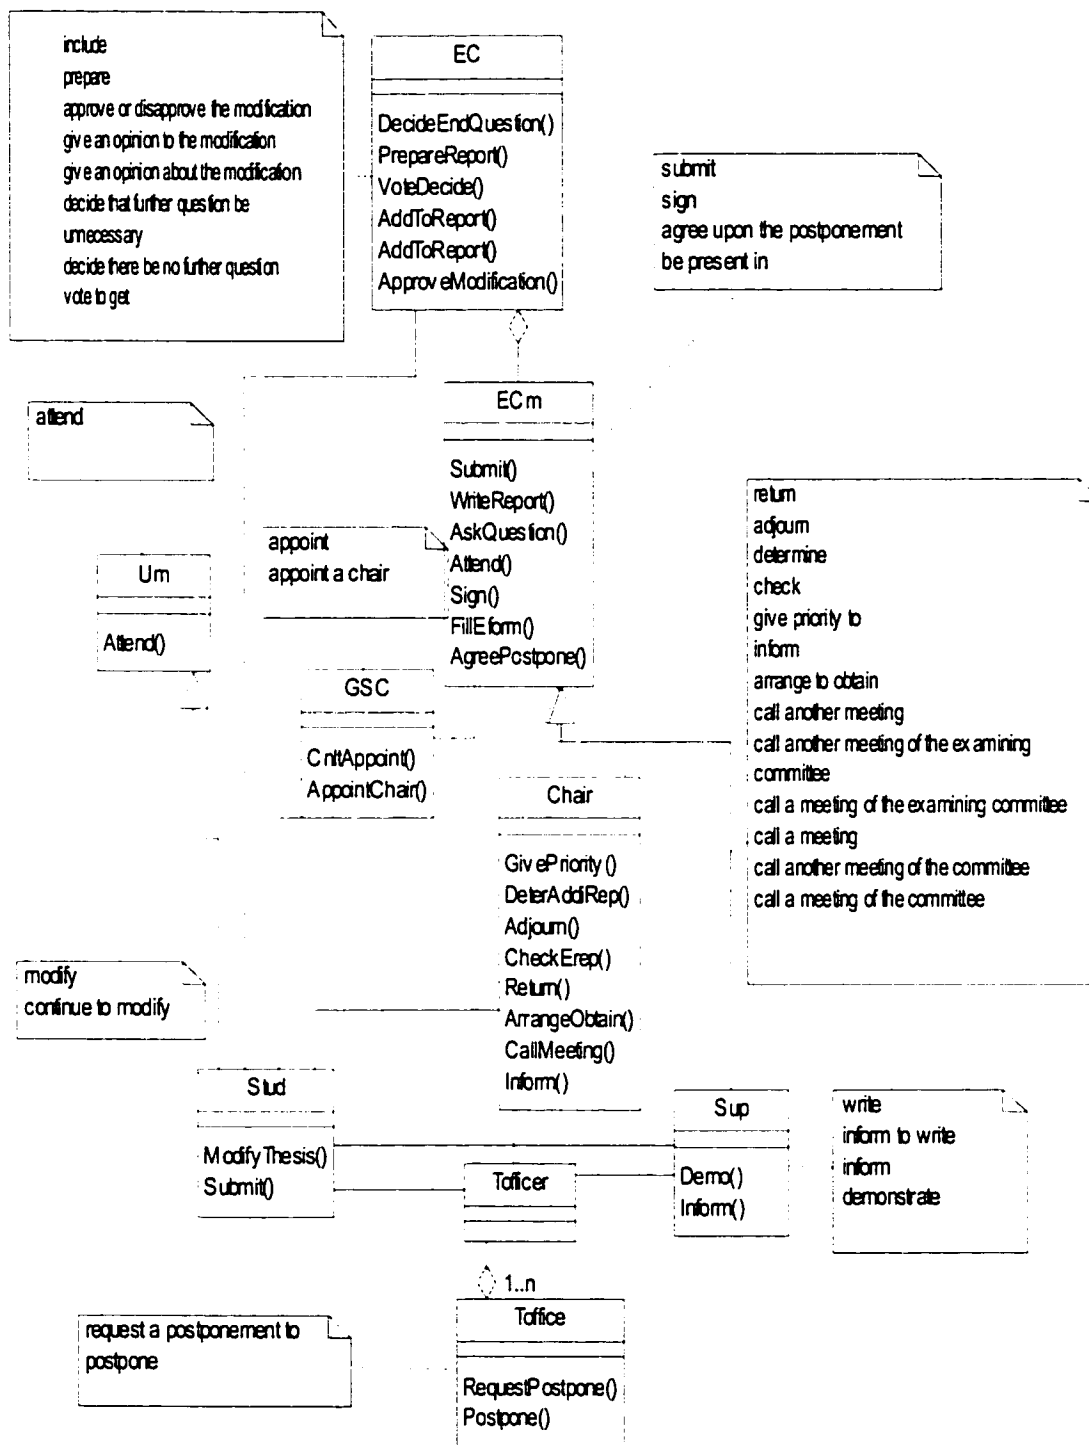 include
prepare
approve or disapprove the modification
give an opinion to the modification
give an opinion about the modification
decide that further question be
unnecessary
decide there be no further question
vote to get
EC
DecideEndQuestion()
PrepareReport()
VoteDecide()
AddToReport()
AddToReport()
ApproveModification()
submit
sign
agree upon the postponement
be present in
attend
ECm
Submit()
WriteReport()
AskQuestion()
Attend()
Sign()
FillEform()
AgreePostpone()
appoint
appoint a chair
Um
Attend()
return
adjourn
determine
check
give priority to
inform
arrange to obtain
call another meeting
call another meeting of the examining
committee
call a meeting of the examining committee
call a meeting
call another meeting of the committee
call a meeting of the committee
GSC
CnttAppoint()
AppointChair()
Chair
GivePriority()
DeterAddiRep()
Adjourn()
CheckErep()
Return()
ArrangeObtain()
CallMeeting()
Inform()
modify
continue to modify
Stud
ModifyThesis()
Submit()
Tofficer
Sup
Demo()
Inform()
write
inform to write
inform
demonstrate
1..n
Toffice
RequestPostpone()
Postpone()
request a postponement to
postpone